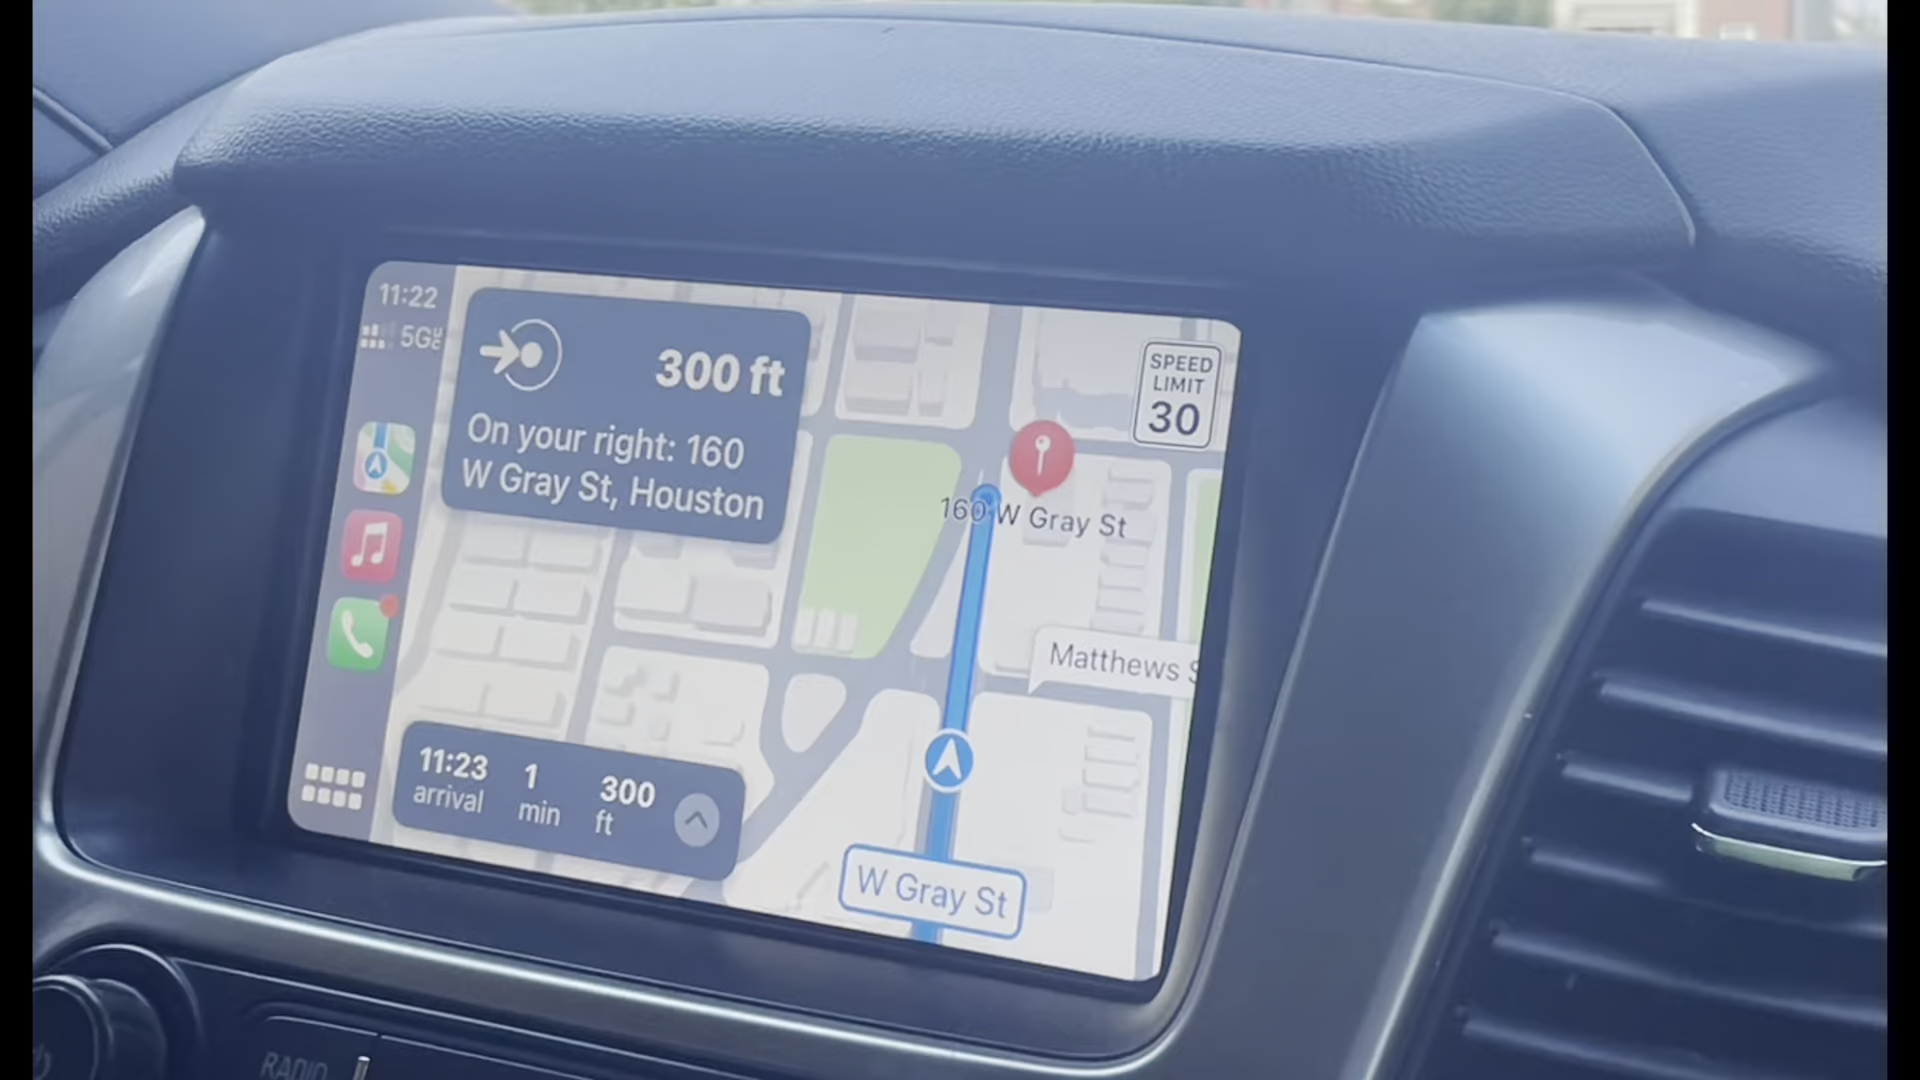 11:22
5GUC
300 ft
On your right: 160
W Gray St, Houston
SPEED
LIMIT
30
160 W Gray St
Matthews S
11:23 1 300
arrival min ft
W Gray St
RADIO